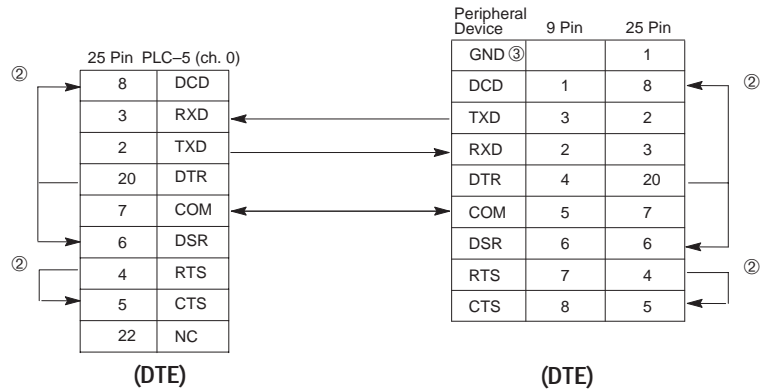 25 Pin PLC–5 (ch. 0)
②
8 DCD
3 RXD
2 TXD
20 DTR
7 COM
6 DSR
②
4 RTS
5 CTS
22 NC
(DTE)
Peripheral
Device 9 Pin 25 Pin
GND ③ 1
DCD 1 8
②
TXD 3 2
RXD 2 3
DTR 4 20
COM 5 7
DSR 6 6
RTS 7 4
②
CTS 8 5
(DTE)